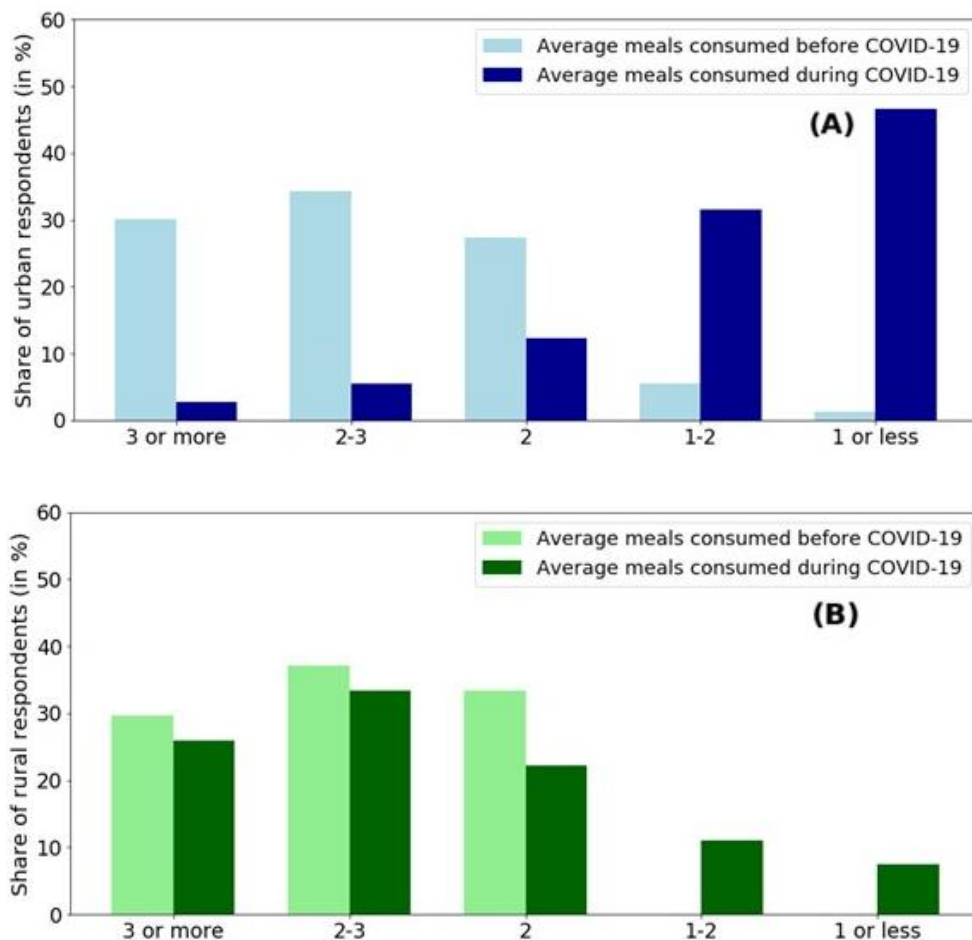 Share of urban respondents (in %)
60
50
40
30
20
10
0
Average meals consumed before COVID-19
Average meals consumed during COVID-19
(A)
3 or more 2-3 2 1-2 1 or less
Share of rural respondents (in %)
60
50
40
30
20
10
0
Average meals consumed before COVID-19
Average meals consumed during COVID-19
(B)
3 or more 2-3 2 1-2 1 or less